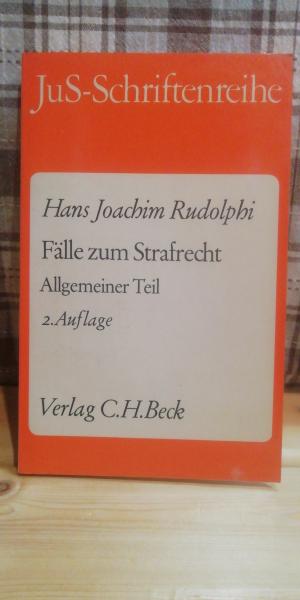 JuS-Schriftenreihe
Hans Joachim Rudolphi
Fälle zum Strafrecht
Allgemeiner Teil
2. Auflage
Verlag C.H.Beck